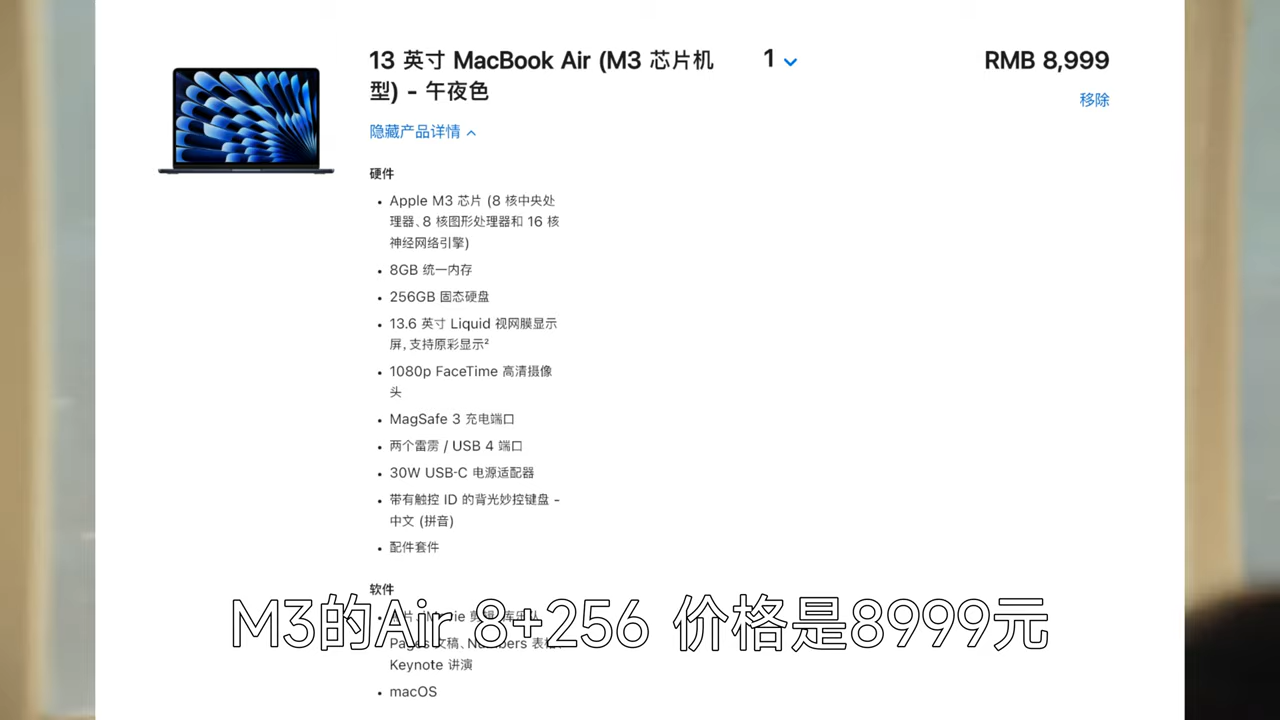 13 英寸 MacBook Air (M3 芯片机
型) - 午夜色
1
RMB 8,999
移除
隐藏产品详情
硬件
• Apple M3 芯片 (8 核中央处
理器、8 核图形处理器和 16 核
神经网络引擎)
• 8GB 统一内存
• 256GB 固态硬盘
• 13.6 英寸 Liquid 视网膜显示
屏, 支持原彩显示²
• 1080p FaceTime 高清摄像
头
• MagSafe 3 充电端口
• 两个雷雳 / USB 4 端口
• 30W USB-C 电源适配器
• 带有触控 ID 的背光妙控键盘 -
中文 (拼音)
• 配件套件
软件
M3的Air 8+256 价格是8999元
Pages 文稿、Numbers 表格、
Keynote 讲演
• macOS